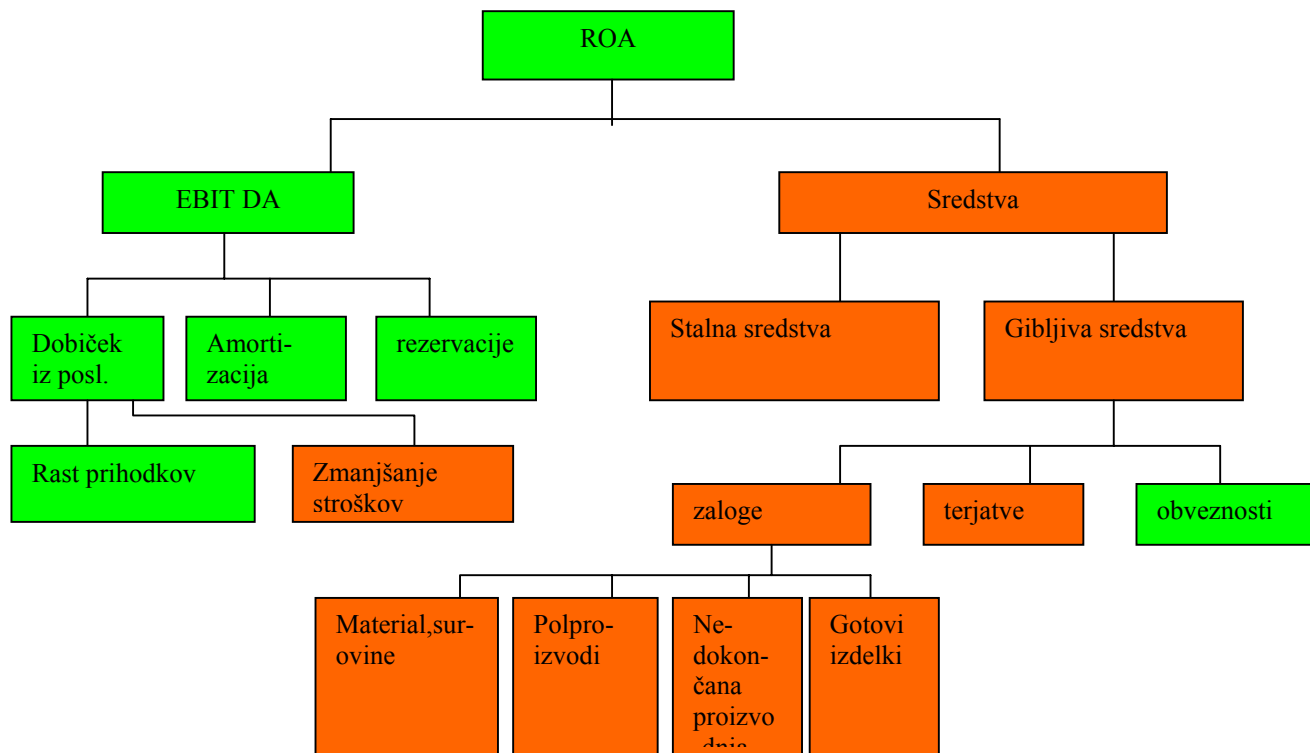 ROA
EBIT DA
Sredstva
Dobiček
iz posl.
Amorti-
zacija
rezervacije
Stalna sredstva
Gibljiva sredstva
Rast prihodkov
Zmanjšanje
stroškov
zaloge
terjatve
obveznosti
Material,sur-
ovine
Polpro-
izvodi
Ne-
dokon-
čana
proizvo
dnja
Gotovi
izdelki